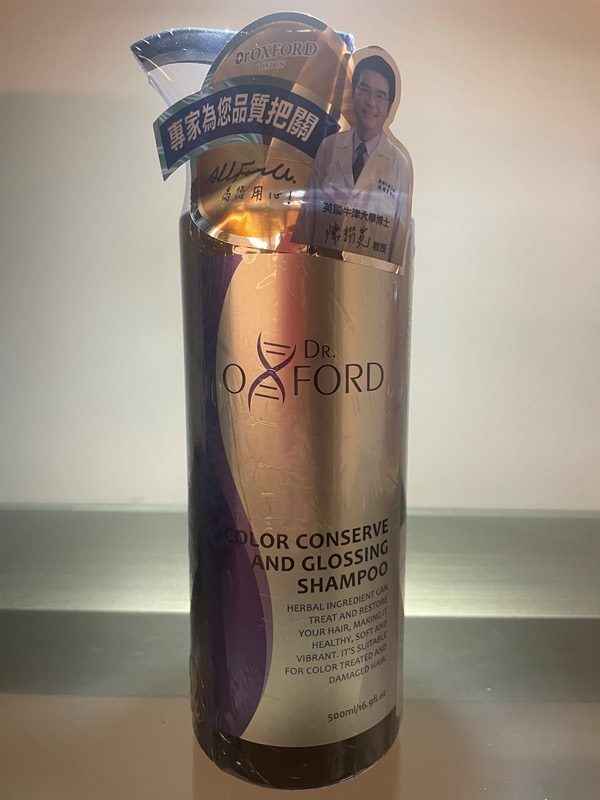 Dr OXFORD
專家為您品質把關
為您用心!
英國牛津大學博士
教授
DR.
OXFORD
COLOR CONSERVE
AND GLOSSING
SHAMPOO
HERBAL INGREDIENT CAN
TREAT AND RESTORE
YOUR HAIR, MAKING IT
HEALTHY, SOFT AND
VIBRANT. IT'S SUITABLE
FOR COLOR TREATED AND
DAMAGED HAIR.
500ml/16.9fl.oz